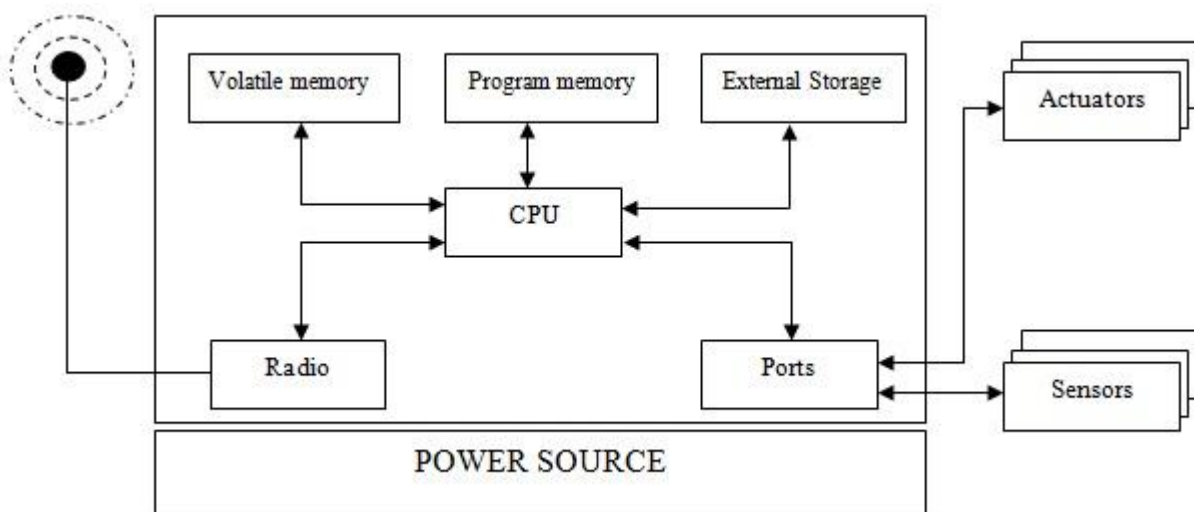 Volatile memory
Program memory
External Storage
Actuators
CPU
Radio
Ports
Sensors
POWER SOURCE